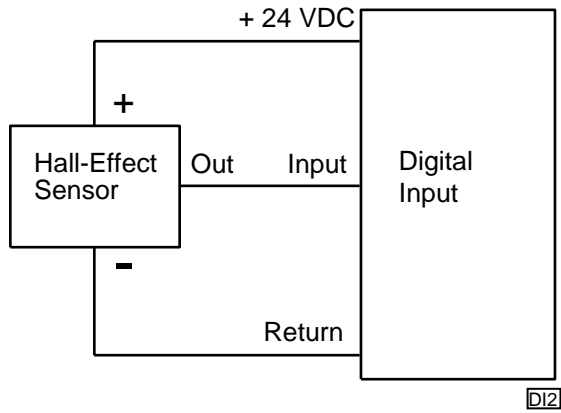 + 24 VDC
+
Hall-Effect
Sensor
Out
Input
Digital
Input
-
Return
DI2